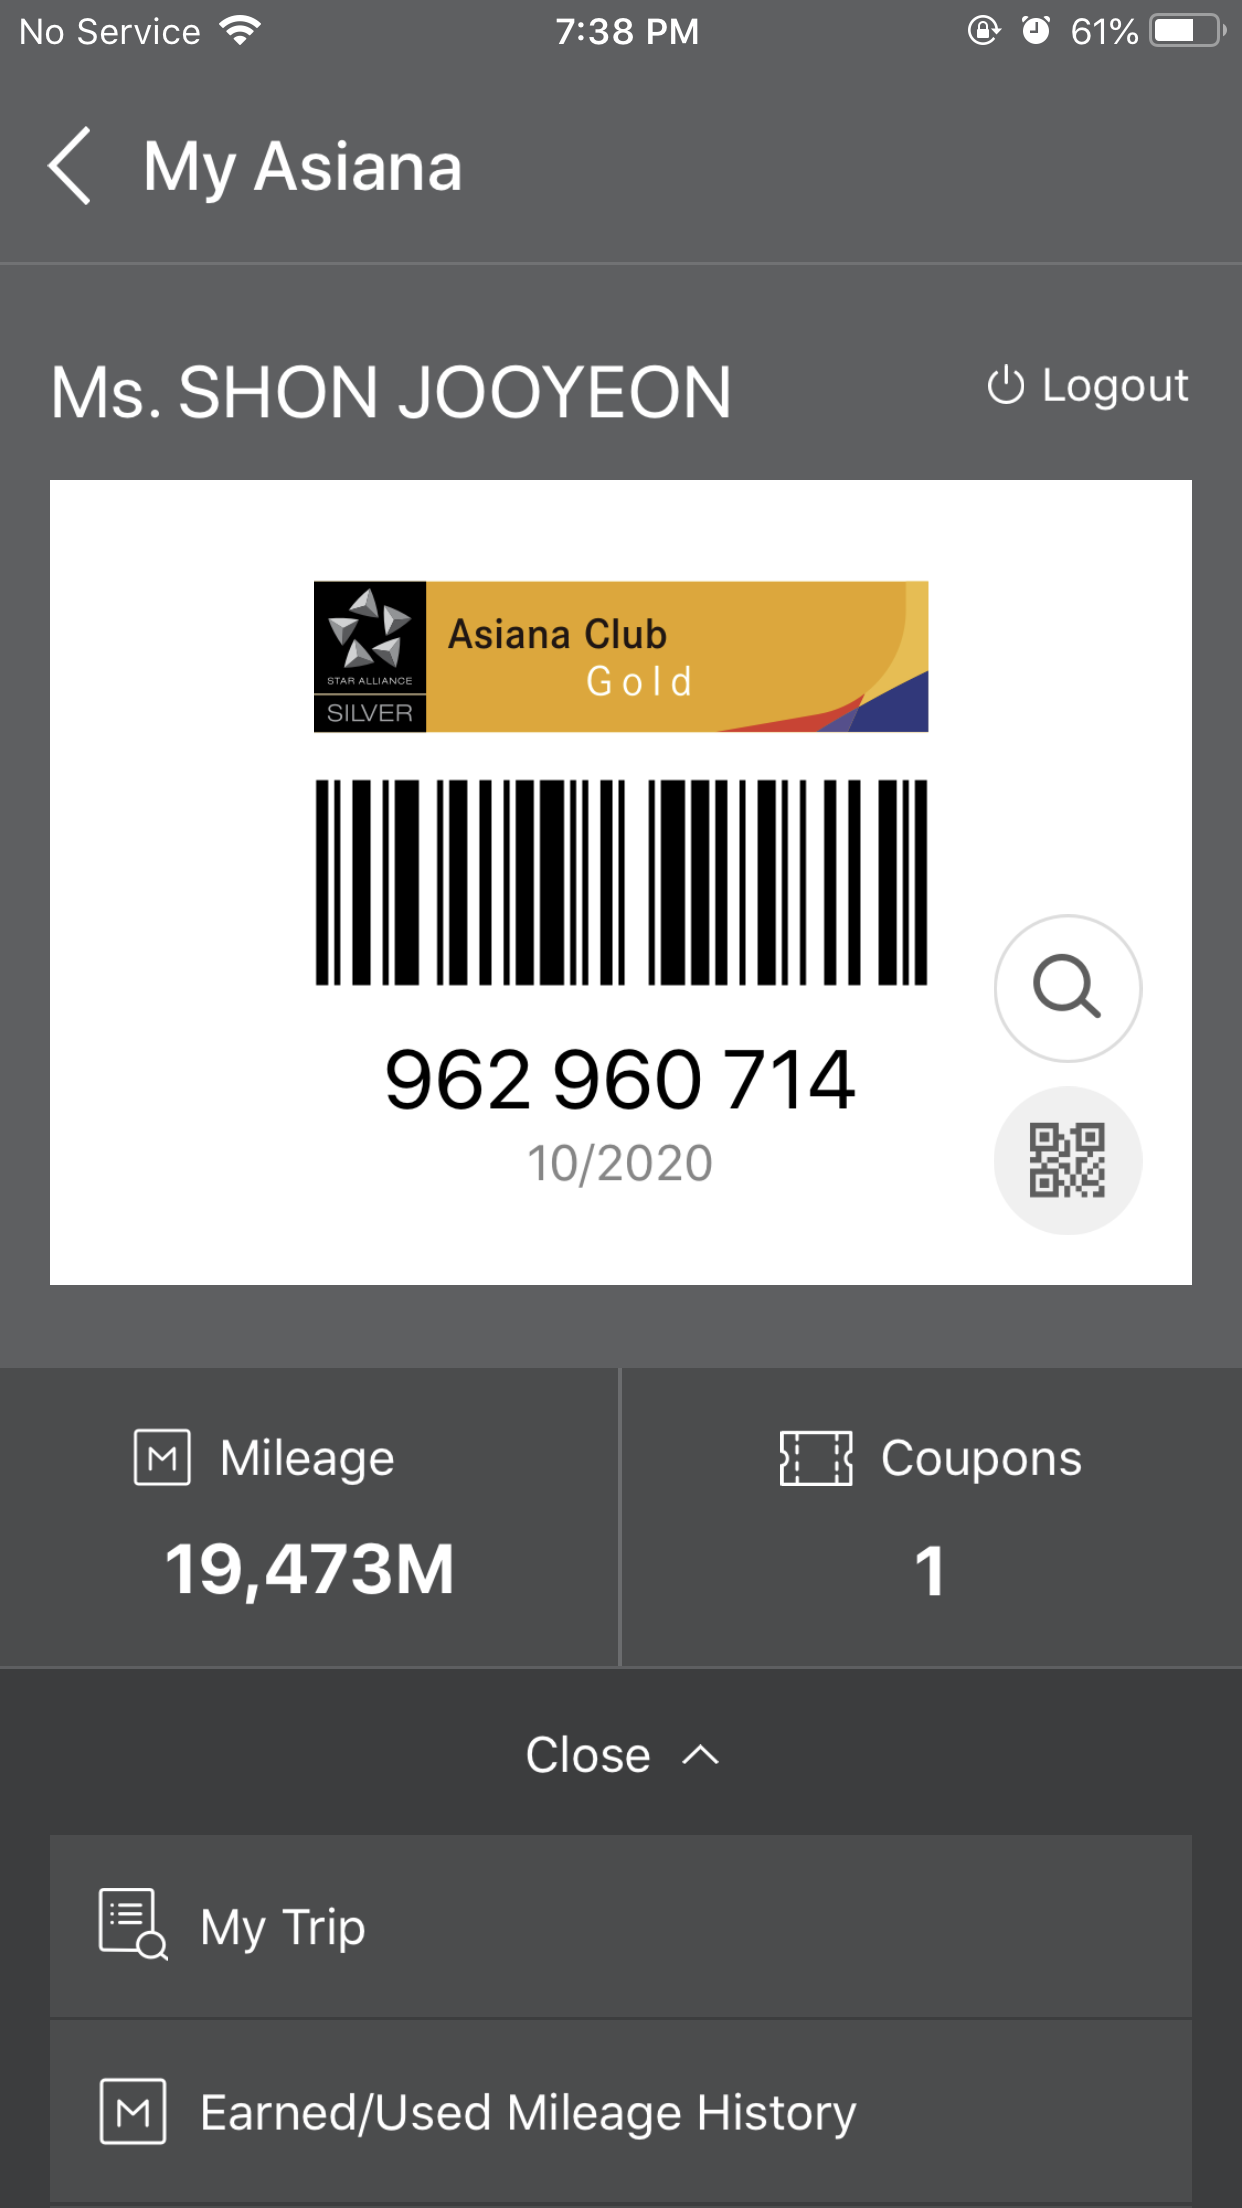 No Service 7:38 PM 61%
My Asiana
Ms. SHON JOOYEON Logout
STAR ALLIANCE
SILVER
Asiana Club
Gold
962 960 714
10/2020
M Mileage Coupons
19,473M 1
Close
My Trip
M Earned/Used Mileage History